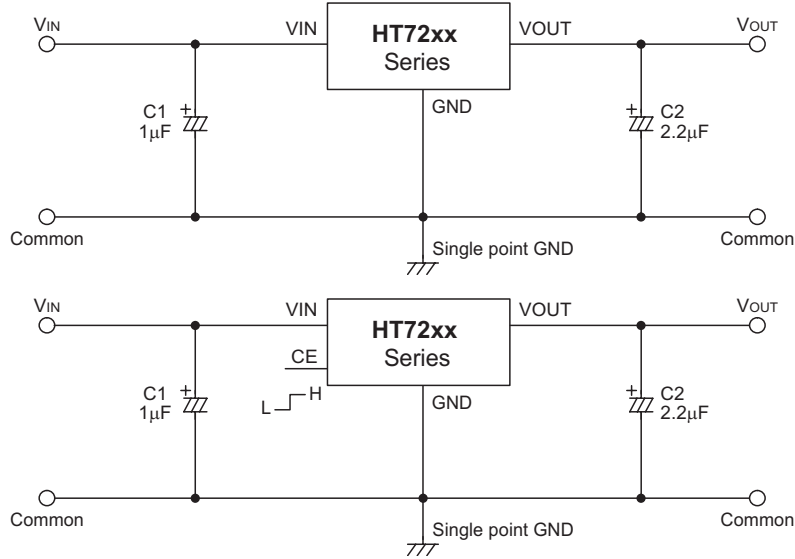 VIN
VIN
HT72xx
Series
VOUT
VOUT
GND
C1
1μF
C2
2.2μF
Common
Single point GND
Common
VIN
VIN
HT72xx
Series
VOUT
VOUT
CE
L
H
GND
C1
1μF
C2
2.2μF
Common
Single point GND
Common